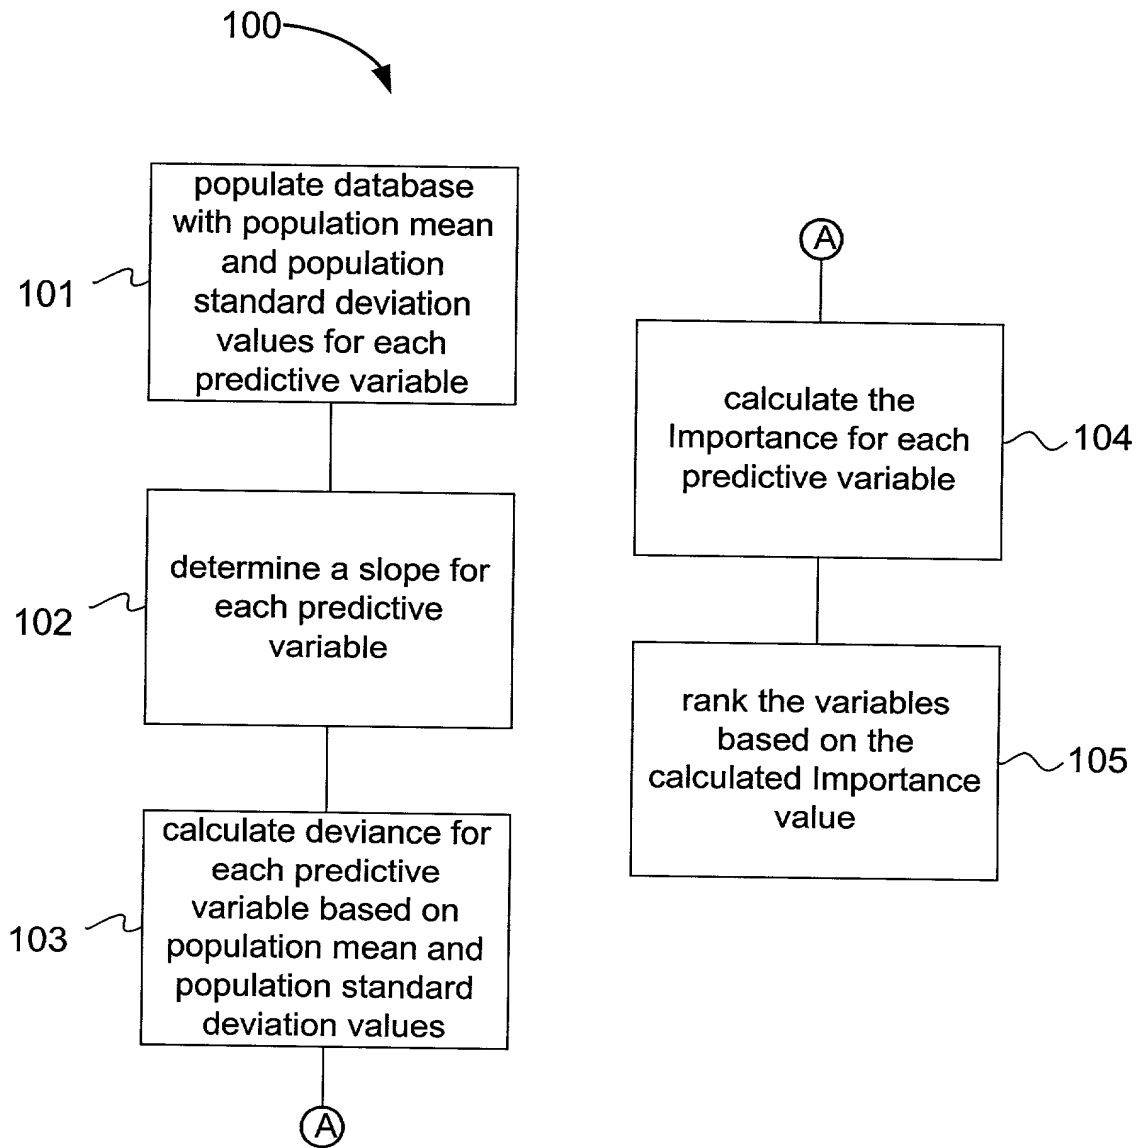 100
populate database
with population mean
and population
standard deviation
values for each
predictive variable
101
determine a slope for
each predictive
variable
102
calculate deviance for
each predictive
variable based on
population mean and
population standard
deviation values
103
A
A
calculate the
Importance for each
predictive variable
104
rank the variables
based on the
calculated Importance
value
105